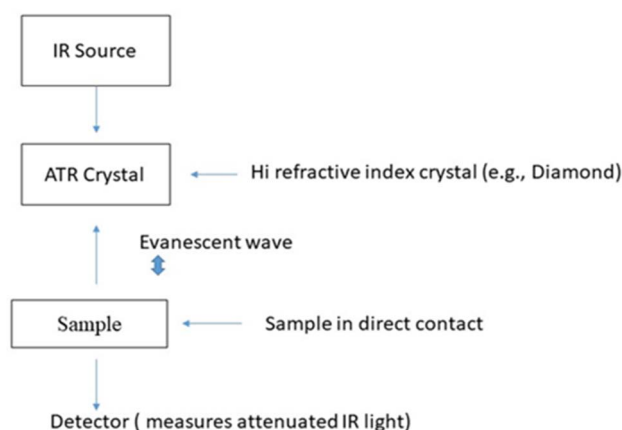 IR Source
ATR Crystal
Hi refractive index crystal (e.g., Diamond)
Evanescent wave
Sample
Sample in direct contact
Detector ( measures attenuated IR light)